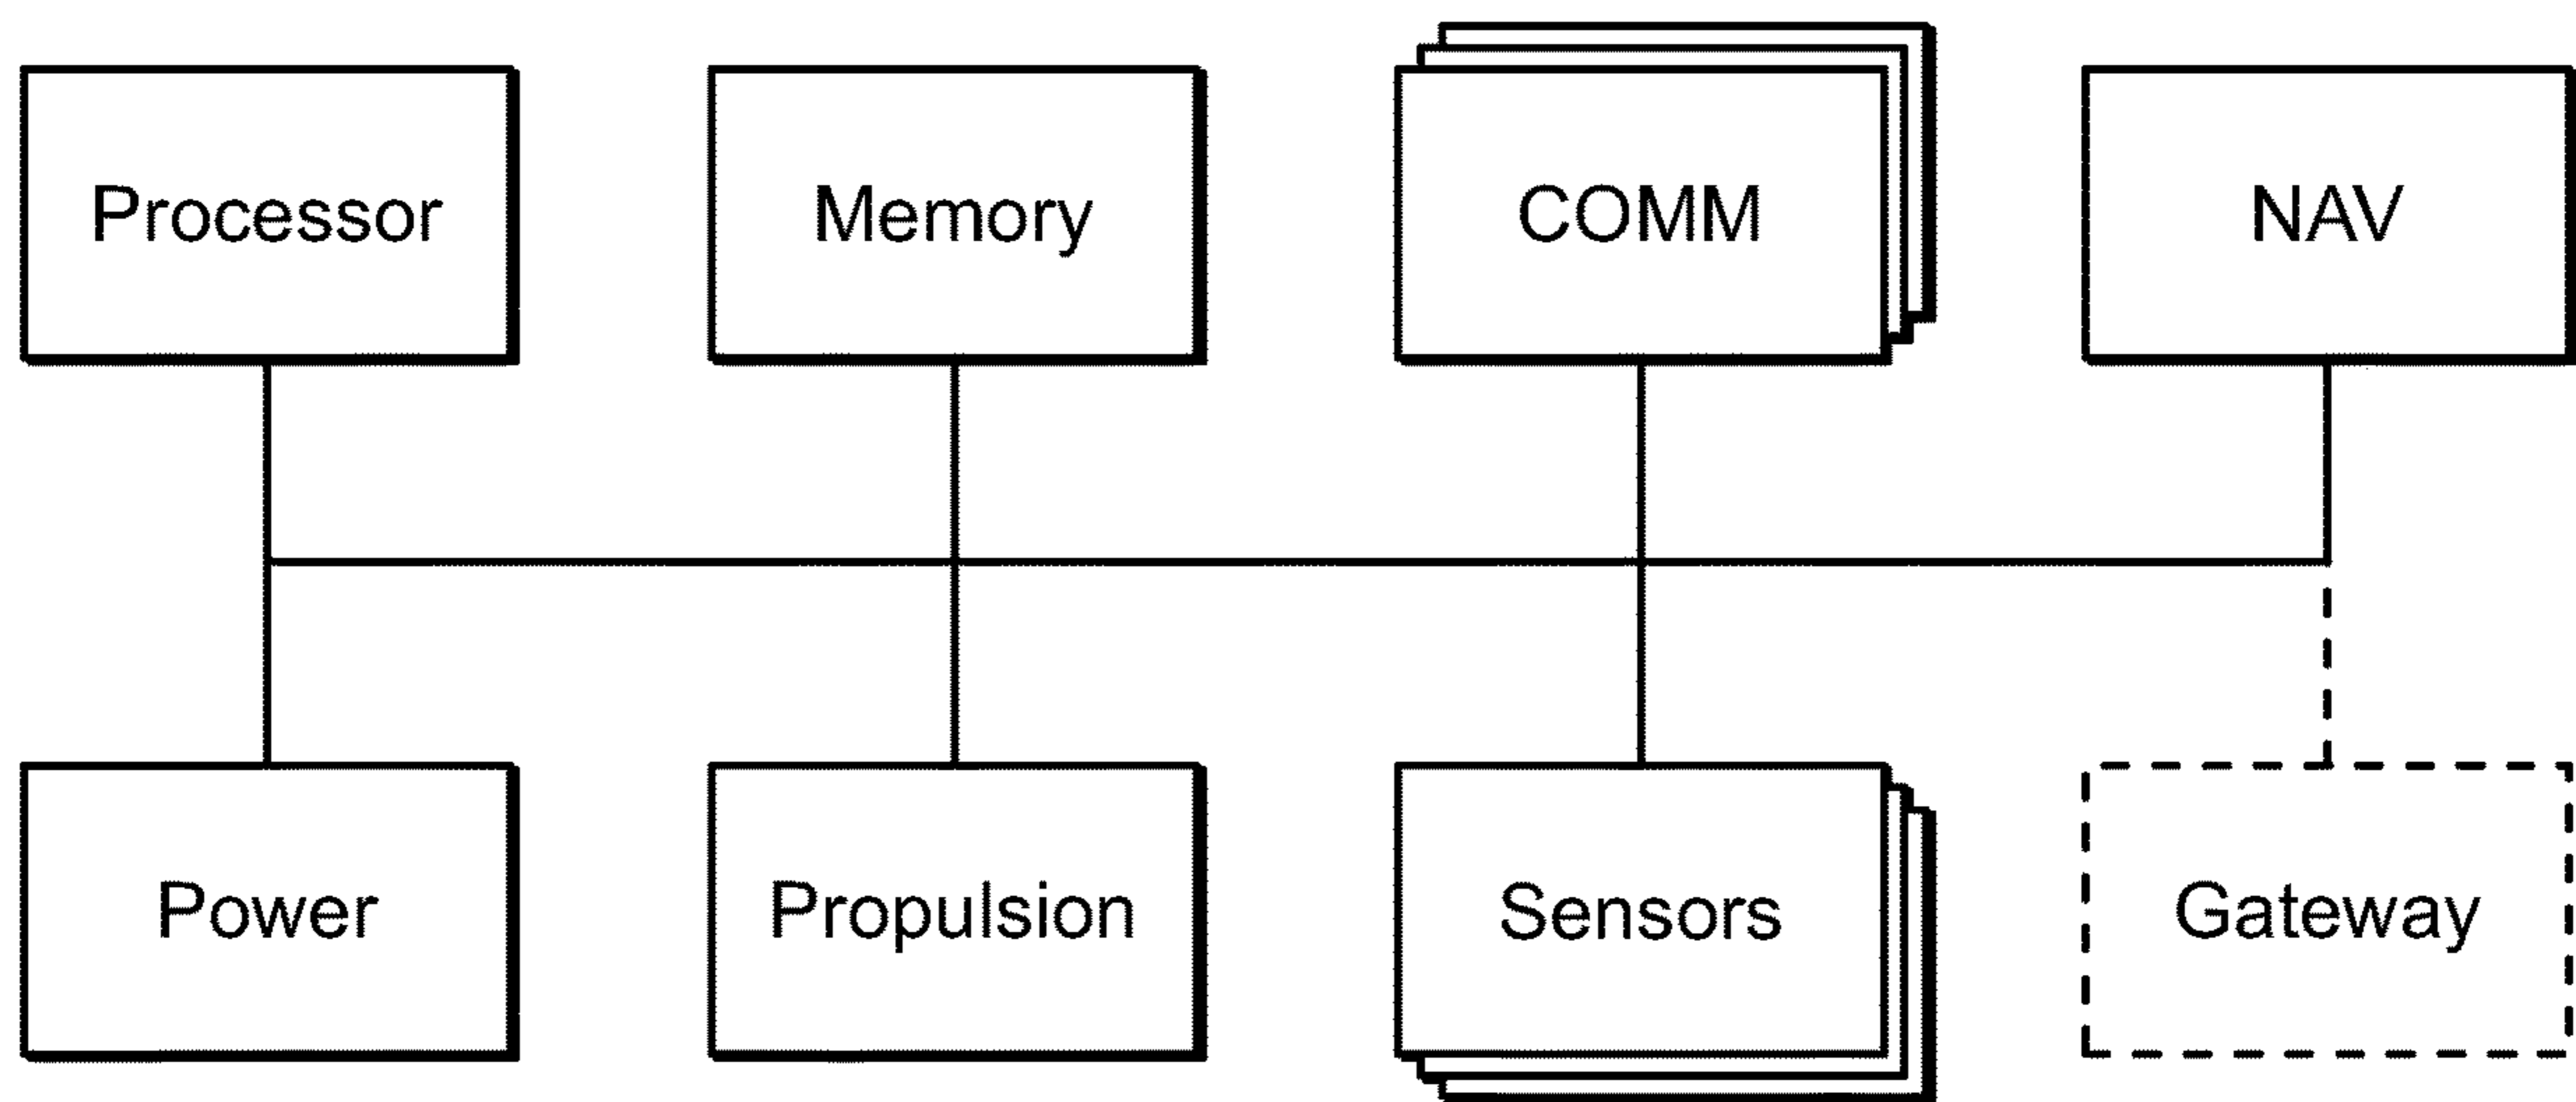 Processor
Memory
COMM
NAV
Power
Propulsion
Sensors
Gateway